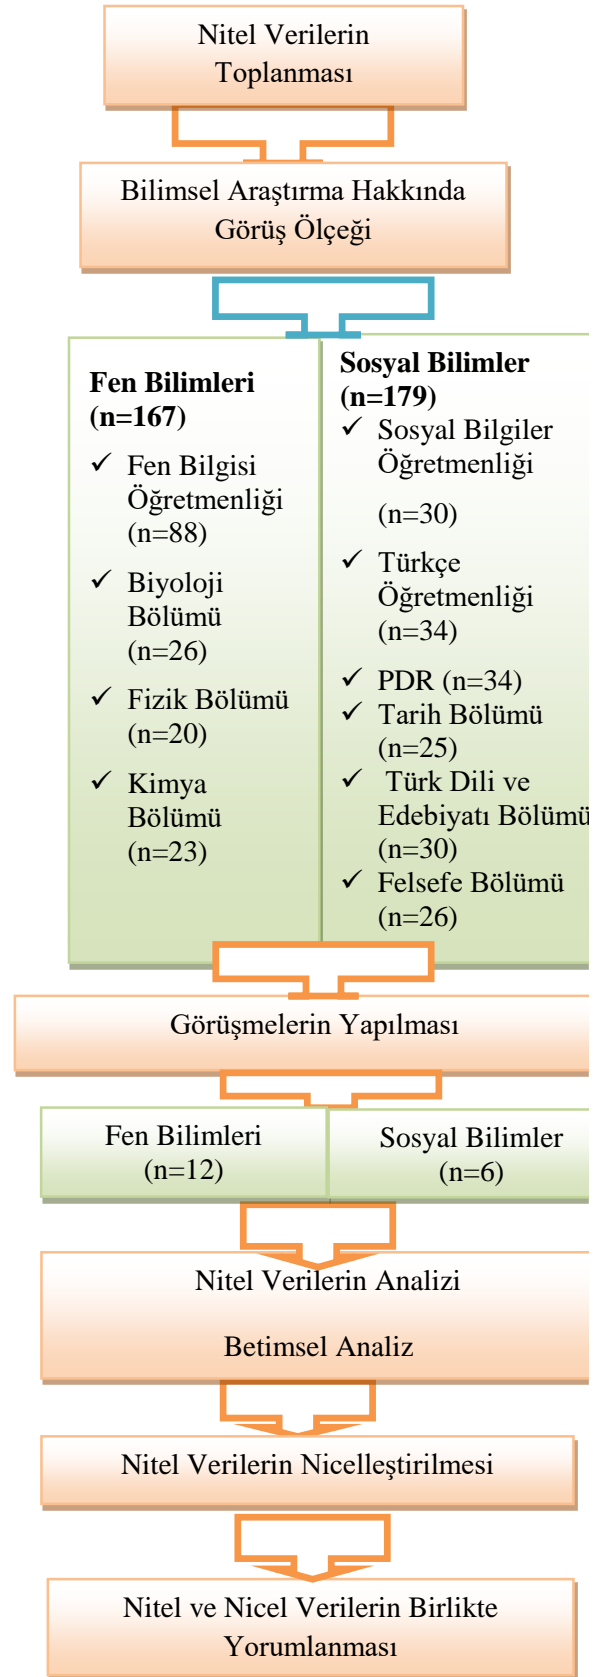 Nitel Verilerin
Toplanması
Bilimsel Araştırma Hakkında
Görüş Ölçeği
Fen Bilimleri
(n=167)
✓ Fen Bilgisi
Öğretmenliği
(n=88)
✓ Biyoloji
Bölümü
(n=26)
✓ Fizik Bölümü
(n=20)
✓ Kimya
Bölümü
(n=23)
Sosyal Bilimler
(n=179)
✓ Sosyal Bilgiler
Öğretmenliği
(n=30)
✓ Türkçe
Öğretmenliği
(n=34)
✓ PDR (n=34)
✓ Tarih Bölümü
(n=25)
✓ Türk Dili ve
Edebiyatı Bölümü
(n=30)
✓ Felsefe Bölümü
(n=26)
Görüşmelerin Yapılması
Fen Bilimleri
(n=12)
Sosyal Bilimler
(n=6)
Nitel Verilerin Analizi
Betimsel Analiz
Nitel Verilerin Nicelleştirilmesi
Nitel ve Nicel Verilerin Birlikte
Yorumlanması